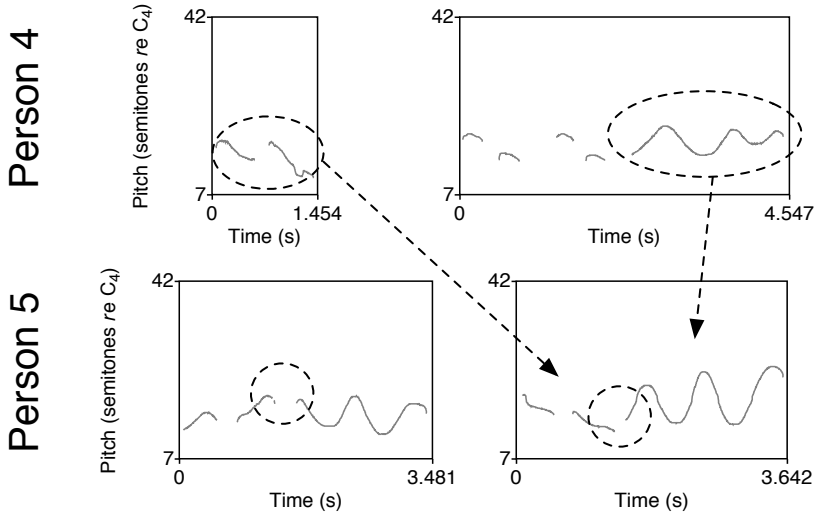 Person 4
Pitch (semitones re C4)
42
7
0
1.454
Time (s)
42
7
0
4.547
Time (s)
Person 5
Pitch (semitones re C4)
42
7
0
3.481
Time (s)
42
7
0
3.642
Time (s)